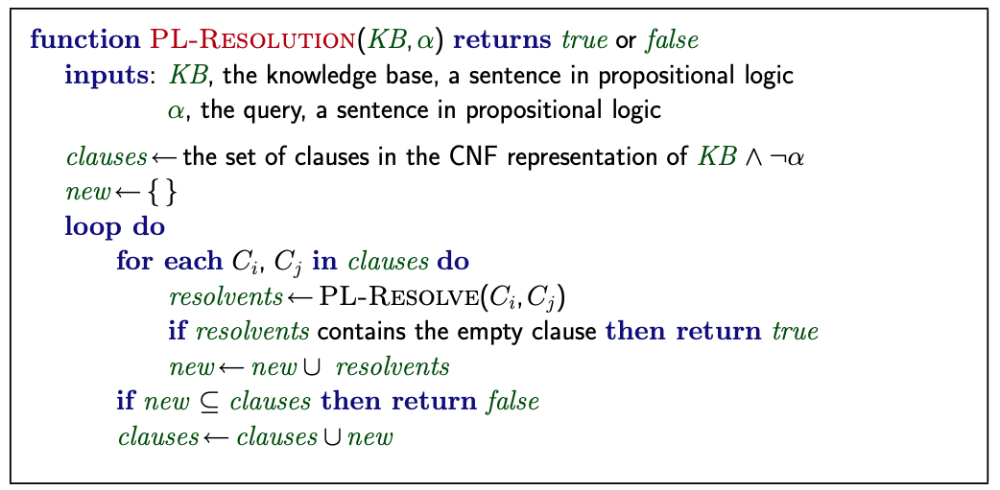 function PL-RESOLUTION(KB, α) returns true or false
inputs: KB, the knowledge base, a sentence in propositional logic
α, the query, a sentence in propositional logic
clauses ← the set of clauses in the CNF representation of KB ∧ ¬α
new ← { }
loop do
for each Cᵢ, Cⱼ in clauses do
resolvents ← PL-RESOLVE(Cᵢ, Cⱼ)
if resolvents contains the empty clause then return true
new ← new ∪ resolvents
if new ⊆ clauses then return false
clauses ← clauses ∪ new